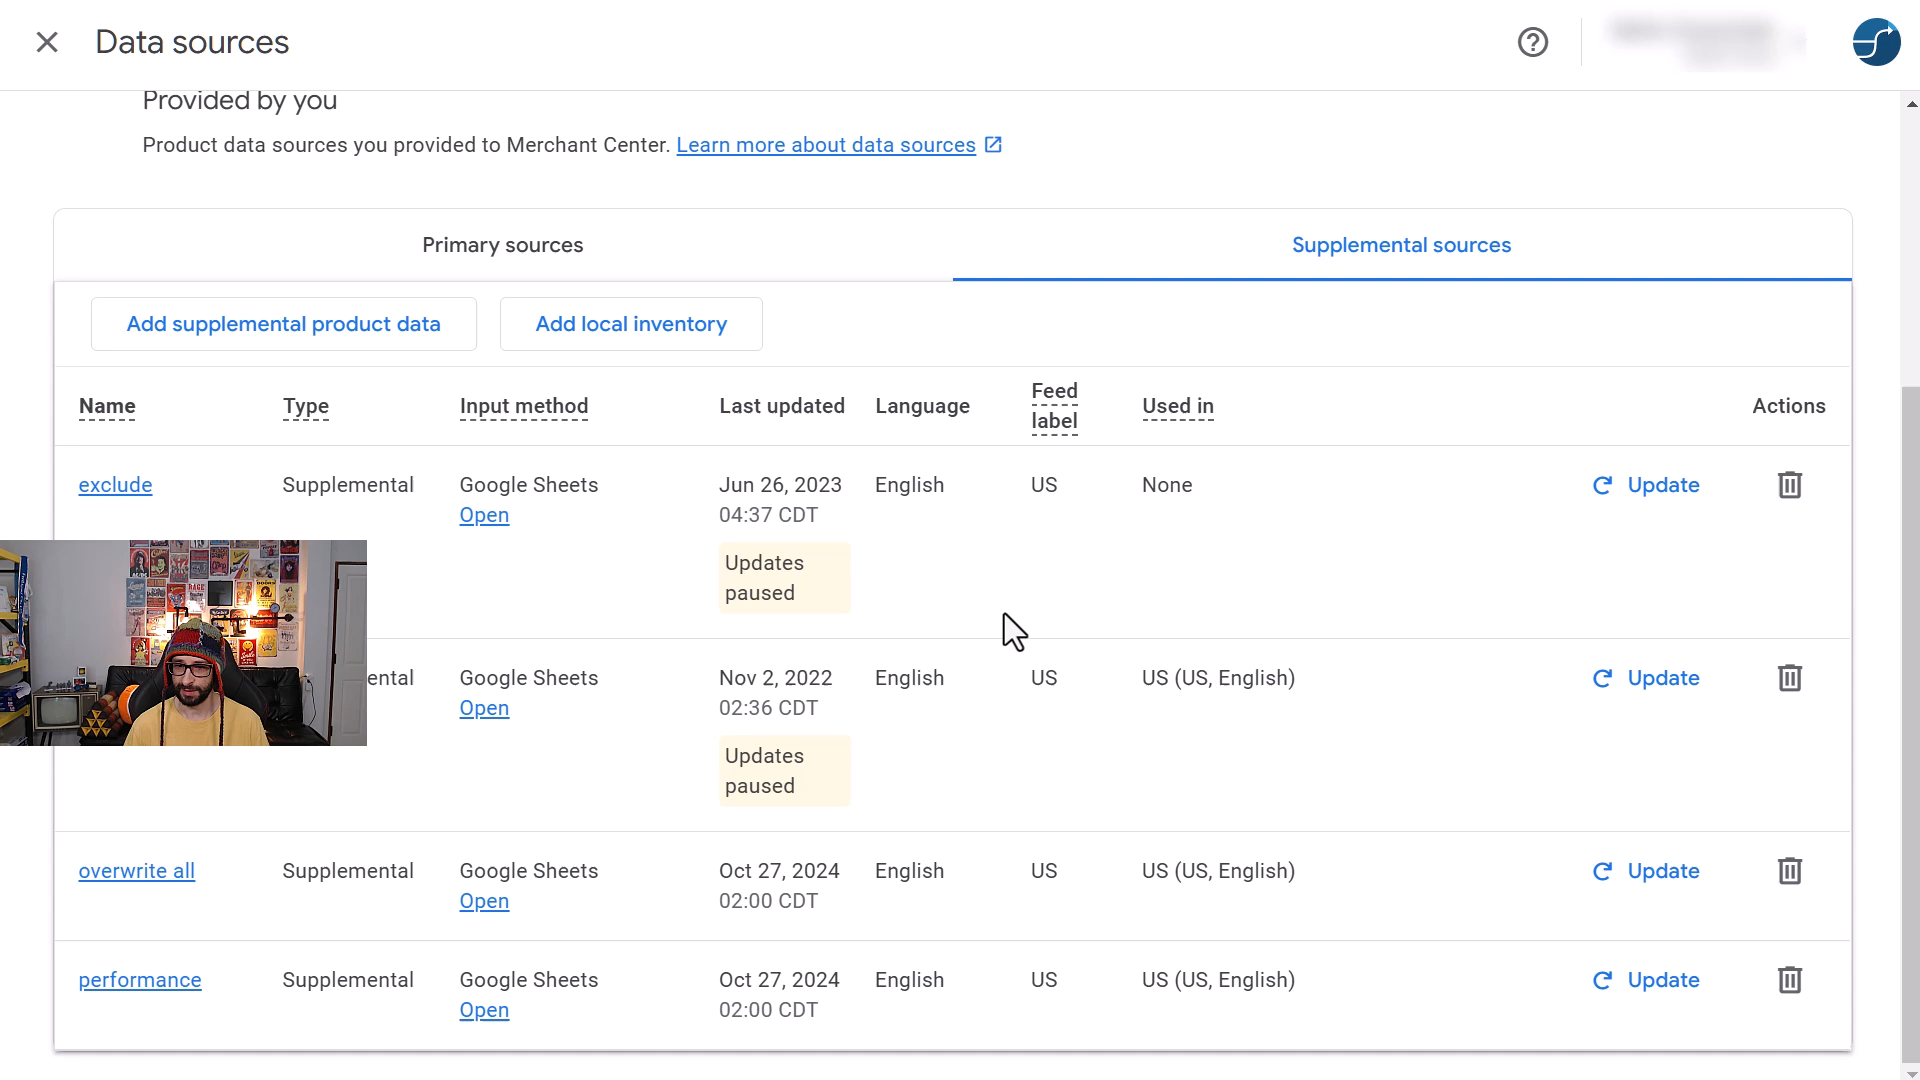 Data sources
Provided by you
Product data sources you provided to Merchant Center. Learn more about data sources
Primary sources
Supplemental sources
Add supplemental product data
Add local inventory
Name
Type
Input method
Last updated
Language
Feed
label
Used in
Actions
exclude
Supplemental
Google Sheets
Open
Jun 26, 2023
04:37 CDT
Updates
paused
English
US
None
Update
ental
Google Sheets
Open
Nov 2, 2022
02:36 CDT
Updates
paused
English
US
US (US, English)
Update
overwrite all
Supplemental
Google Sheets
Open
Oct 27, 2024
02:00 CDT
English
US
US (US, English)
Update
performance
Supplemental
Google Sheets
Open
Oct 27, 2024
02:00 CDT
English
US
US (US, English)
Update